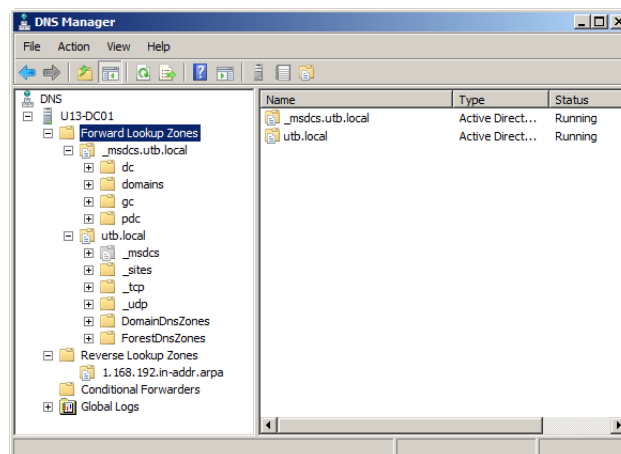 DNS Manager
File Action View Help
DNS
U13-DC01
Forward Lookup Zones
_msdcs.utb.local
dc
domains
gc
pdc
utb.local
_msdcs
_sites
_tcp
_udp
DomainDnsZones
ForestDnsZones
Reverse Lookup Zones
1.168.192.in-addr.arpa
Conditional Forwarders
Global Logs
Name Type Status
_msdcs.utb.local Active Direct... Running
utb.local Active Direct... Running